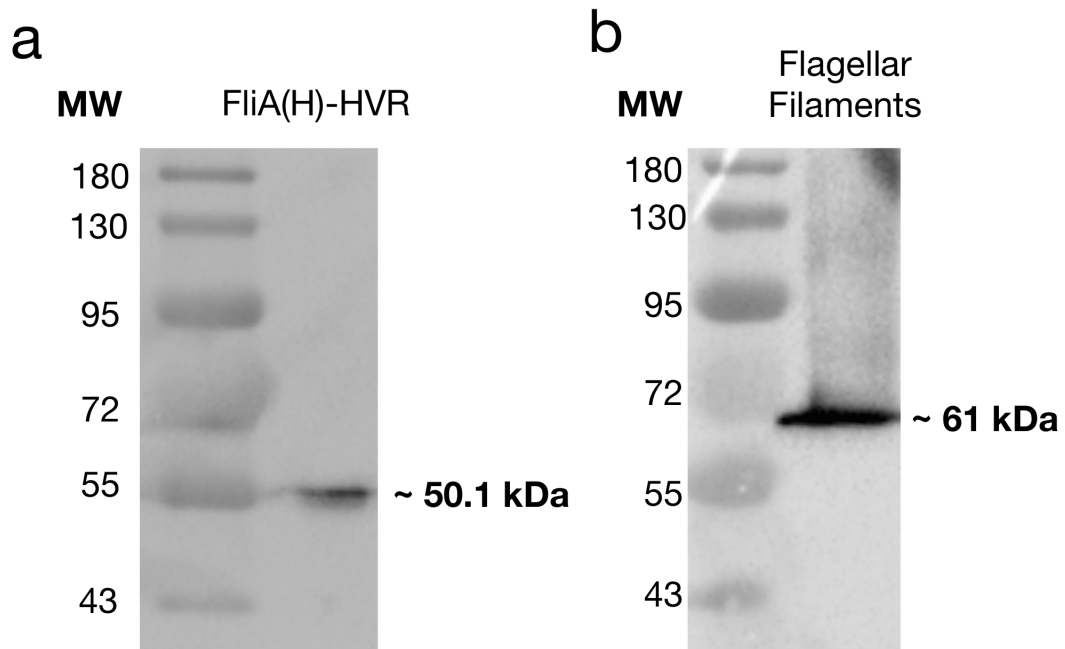 a
MW
FliA(H)-HVR
180
130
95
72
55
43
~ 50.1 kDa
b
MW
Flagellar
Filaments
180
130
95
72
55
43
~ 61 kDa